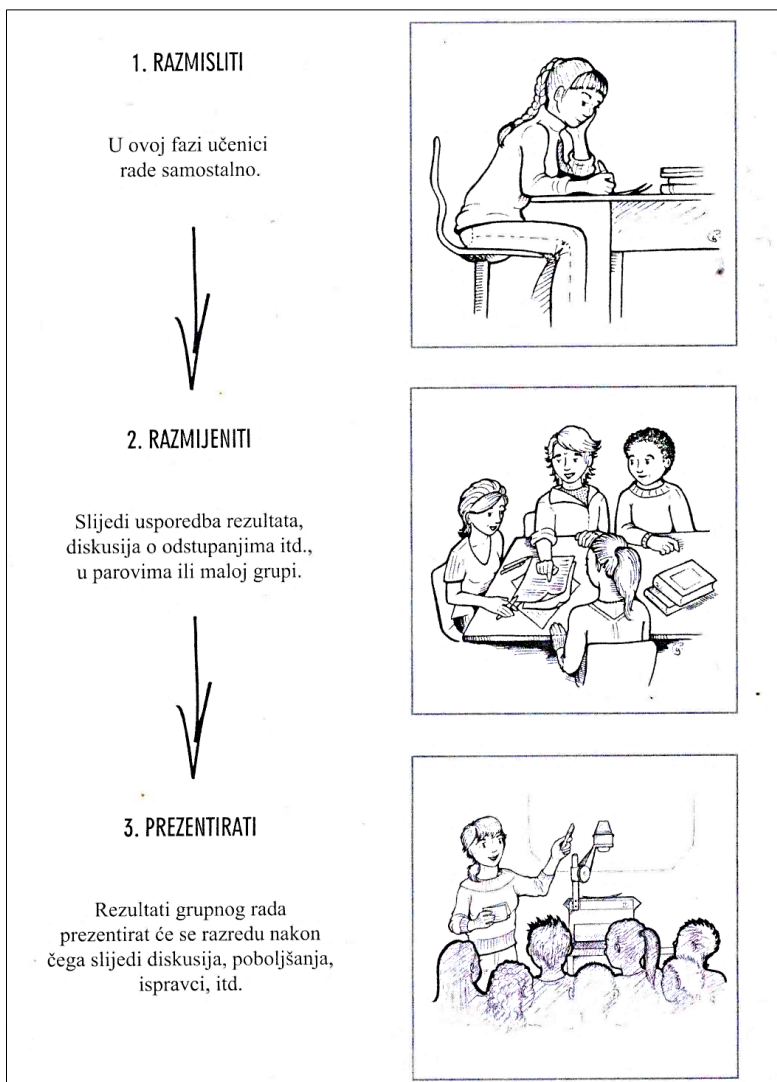 1. RAZMISLITI
U ovoj fazi učenici
rade samostalno.
2. RAZMIJENITI
Slijedi usporedba rezultata,
diskusija o odstupanjima itd.,
u parovima ili maloj grupi.
3. PREZENTIRATI
Rezultati grupnog rada
prezentirat će se razredu nakon
čega slijedi diskusija, poboljšanja,
ispravci, itd.